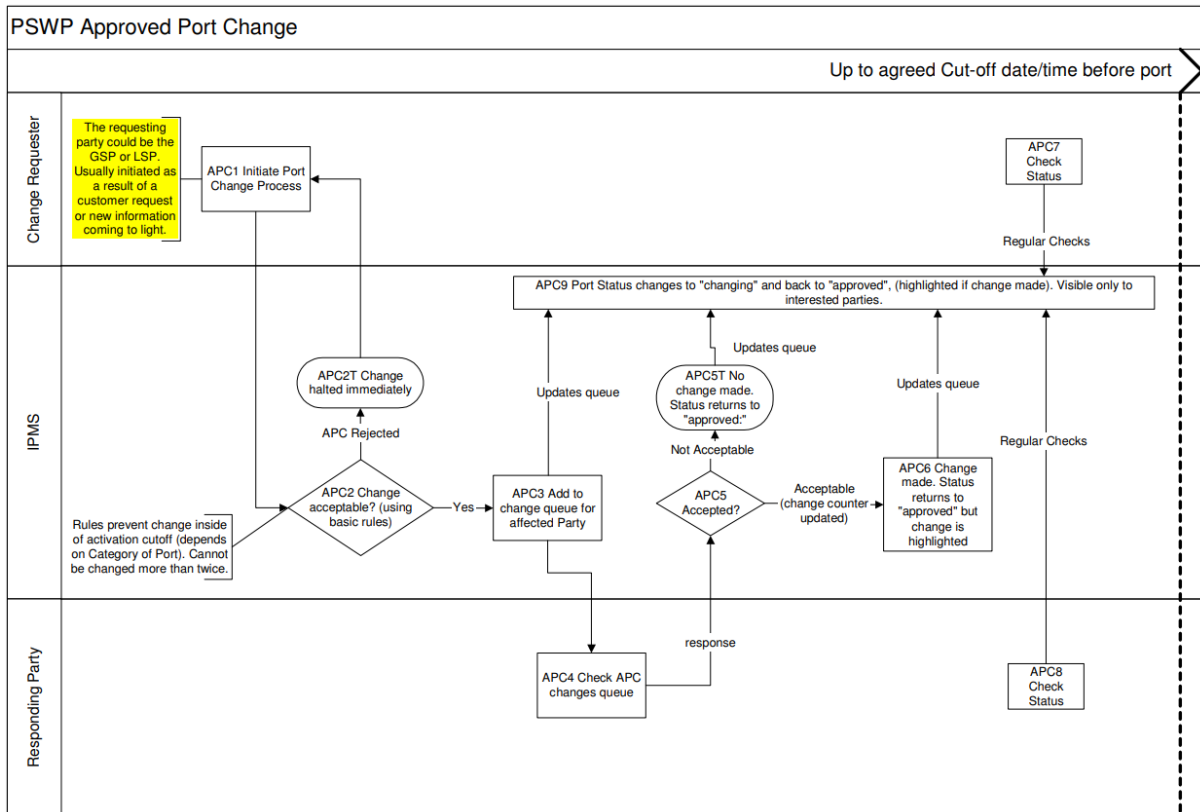 PSWP Approved Port Change
Up to agreed Cut-off date/time before port
Change Requester
The requesting
party could be the
GSP or LSP.
Usually initiated as
a result of a
customer request
or new information
coming to light.
APC1 Initiate Port
Change Process
APC7
Check
Status
Regular Checks
IPMS
APC9 Port Status changes to "changing" and back to "approved", (highlighted if change made). Visible only to
interested parties.
APC2T Change
halted immediately
APC Rejected
APC2 Change
acceptable? (using
basic rules)
Rules prevent change inside
of activation cutoff (depends
on Category of Port). Cannot
be changed more than twice.
Yes
APC3 Add to
change queue for
affected Party
Updates queue
Updates queue
APC5T No
change made.
Status returns to
"approved:"
Not Acceptable
APC5
Accepted?
Acceptable
(change counter
updated)
Updates queue
APC6 Change
made. Status
returns to
"approved" but
change is
highlighted
Regular Checks
Responding Party
APC4 Check APC
changes queue
response
APC8
Check
Status